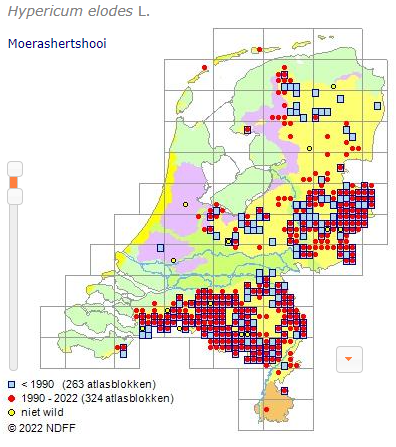 Hypericum elodes L.
Moerashertshooi
< 1990 (263 atlasblokken)
1990 - 2022 (324 atlasblokken)
niet wild
© 2022 NDFF